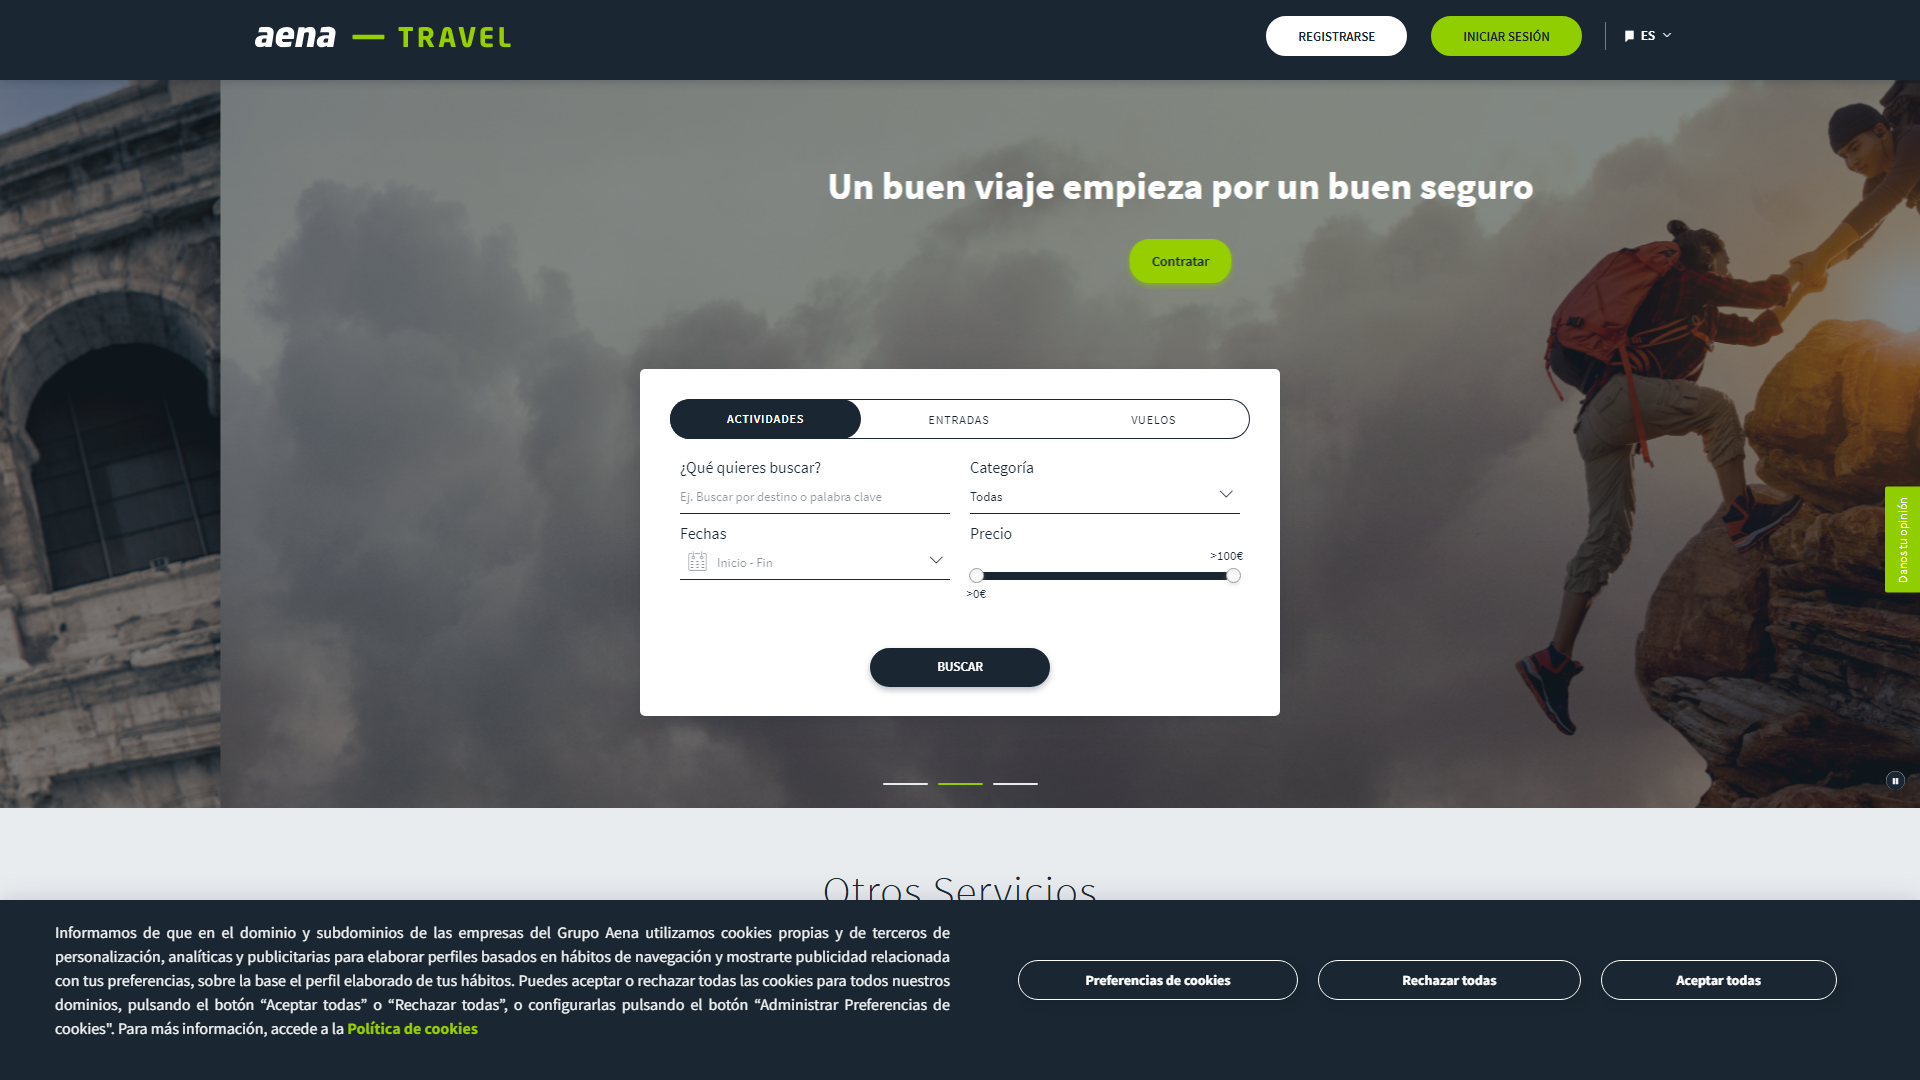 aena — TRAVEL
REGISTRARSE
INICIAR SESIÓN
ES
Un buen viaje empieza por un buen seguro
Contratar
ACTIVIDADES
ENTRADAS
VUELOS
¿Qué quieres buscar?
Ej. Buscar por destino o palabra clave
Categoría
Todas
Fechas
Inicio - Fin
Precio
>100€
>0€
BUSCAR
Danos tu opinión
Otros Servicios
Informamos de que en el dominio y subdominios de las empresas del Grupo Aena utilizamos cookies propias y de terceros de
personalización, analíticas y publicitarias para elaborar perfiles basados en hábitos de navegación y mostrarte publicidad relacionada
con tus preferencias, sobre la base el perfil elaborado de tus hábitos. Puedes aceptar o rechazar todas las cookies para todos nuestros
dominios, pulsando el botón “Aceptar todas” o “Rechazar todas”, o configurarlas pulsando el botón “Administrar Preferencias de
cookies". Para más información, accede a la Política de cookies
Preferencias de cookies
Rechazar todas
Aceptar todas